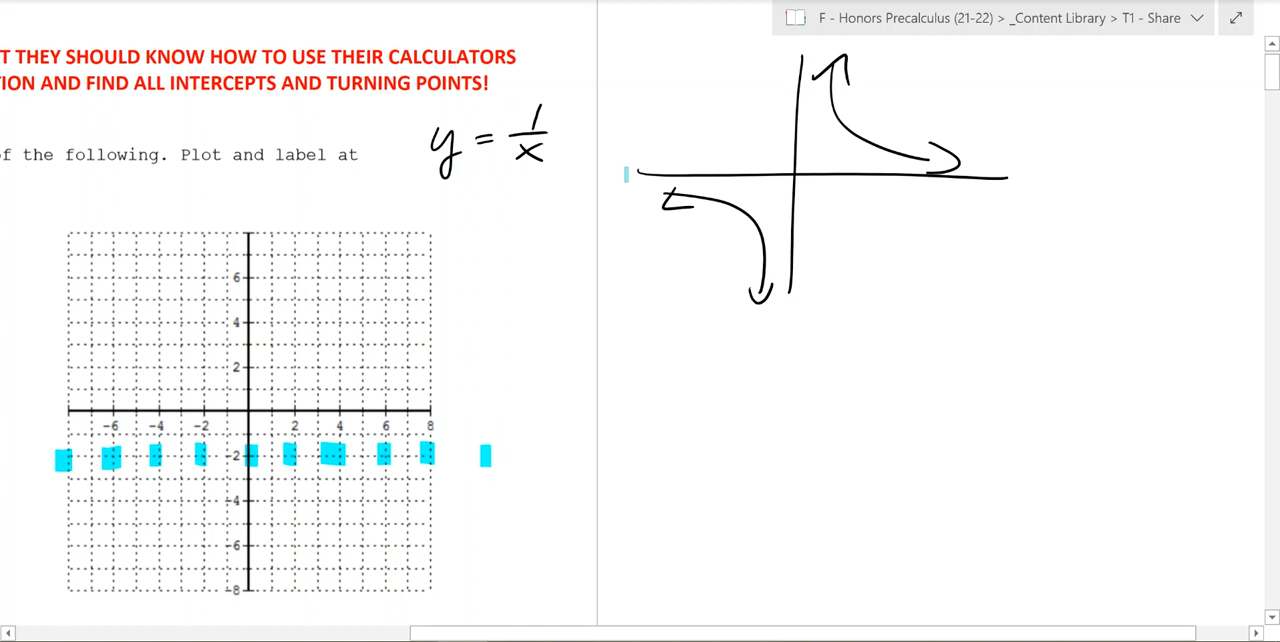 F - Honors Precalculus (21-22) > _Content Library > T1 - Share
T THEY SHOULD KNOW HOW TO USE THEIR CALCULATORS
TION AND FIND ALL INTERCEPTS AND TURNING POINTS!
y = 1/x
of the following. Plot and label at
6
4
2
-6 -4 -2 2 4 6 8
-2
-4
-6
-8